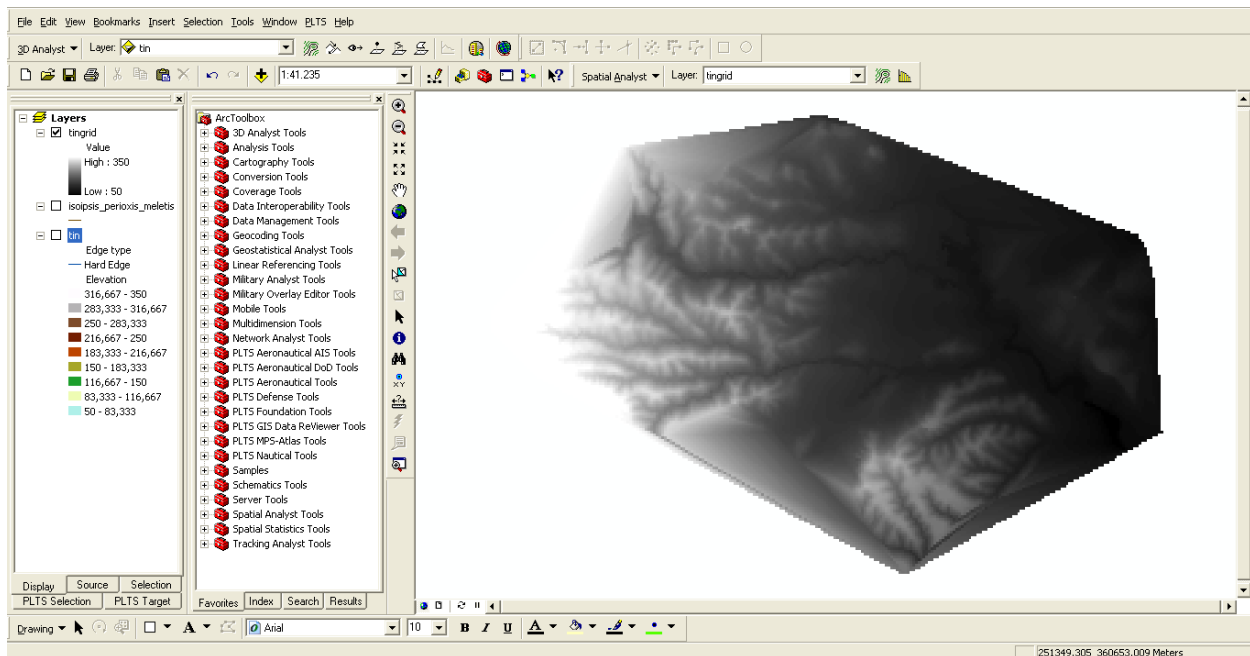 File Edit View Bookmarks Insert Selection Tools Window PLTS Help
3D Analyst Layer: tin
1:41.235 Spatial Analyst Layer: tingrid
Layers
tingrid
Value
High : 350
Low : 50
isoipsis_perioxis_meletis
tin
Edge type
Hard Edge
Elevation
316,667 - 350
283,333 - 316,667
250 - 283,333
216,667 - 250
183,333 - 216,667
150 - 183,333
116,667 - 150
83,333 - 116,667
50 - 83,333
Display Source Selection
PLTS Selection PLTS Target
ArcToolbox
3D Analyst Tools
Analysis Tools
Cartography Tools
Conversion Tools
Coverage Tools
Data Interoperability Tools
Data Management Tools
Geocoding Tools
Geostatistical Analyst Tools
Linear Referencing Tools
Military Analyst Tools
Military Overlay Editor Tools
Mobile Tools
Multidimension Tools
Network Analyst Tools
PLTS Aeronautical AIS Tools
PLTS Aeronautical DoD Tools
PLTS Aeronautical Tools
PLTS Defense Tools
PLTS Foundation Tools
PLTS GIS Data ReViewer Tools
PLTS MPS-Atlas Tools
PLTS Nautical Tools
Samples
Schematics Tools
Server Tools
Spatial Analyst Tools
Spatial Statistics Tools
Tracking Analyst Tools
Favorites Index Search Results
XY
Drawing A Arial 10 B I U A
251349,305 360653,009 Meters